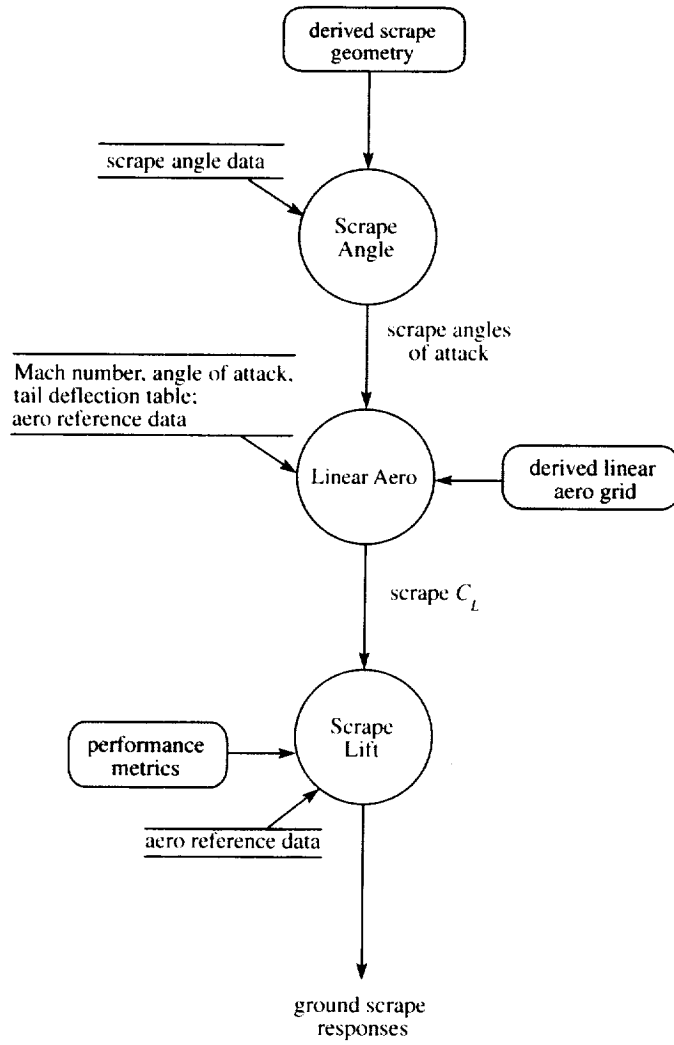 derived scrape
geometry
scrape angle data
Scrape
Angle
scrape angles
of attack
Mach number, angle of attack,
tail deflection table;
aero reference data
Linear Aero
derived linear
aero grid
scrape C_L
Scrape
Lift
performance
metrics
aero reference data
ground scrape
responses